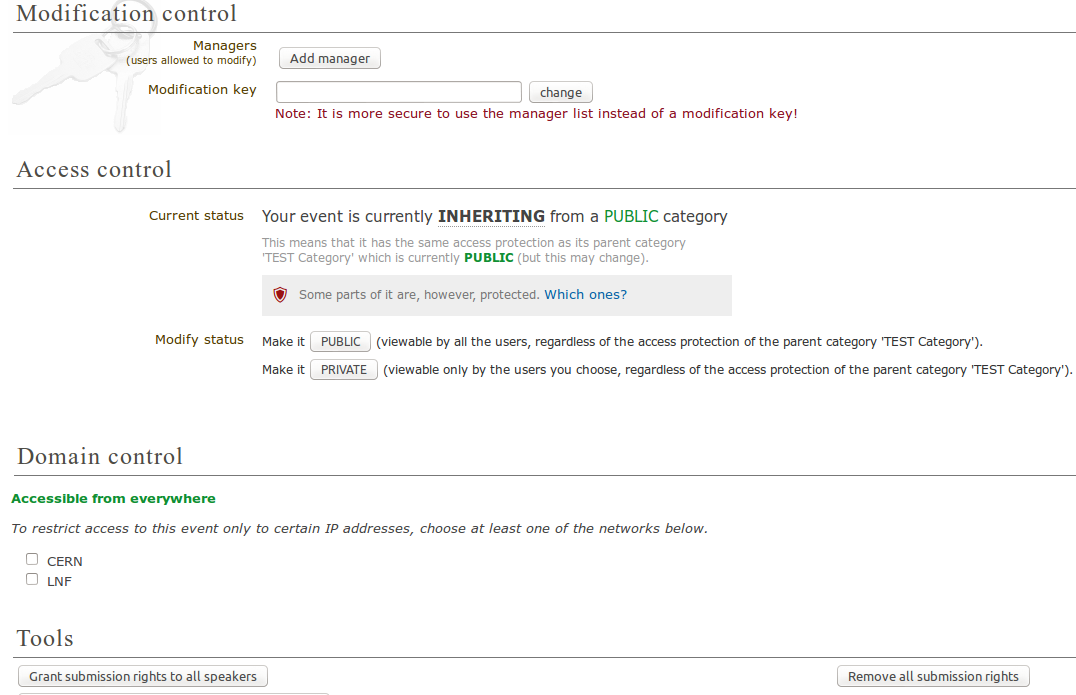 Modification control
Managers
(users allowed to modify)
Add manager
Modification key
change
Note: It is more secure to use the manager list instead of a modification key!
Access control
Current status
Your event is currently INHERITING from a PUBLIC category
This means that it has the same access protection as its parent category
'TEST Category' which is currently PUBLIC (but this may change).
Some parts of it are, however, protected. Which ones?
Modify status
Make it PUBLIC (viewable by all the users, regardless of the access protection of the parent category 'TEST Category').
Make it PRIVATE (viewable only by the users you choose, regardless of the access protection of the parent category 'TEST Category').
Domain control
Accessible from everywhere
To restrict access to this event only to certain IP addresses, choose at least one of the networks below.
CERN
LNF
Tools
Grant submission rights to all speakers
Remove all submission rights